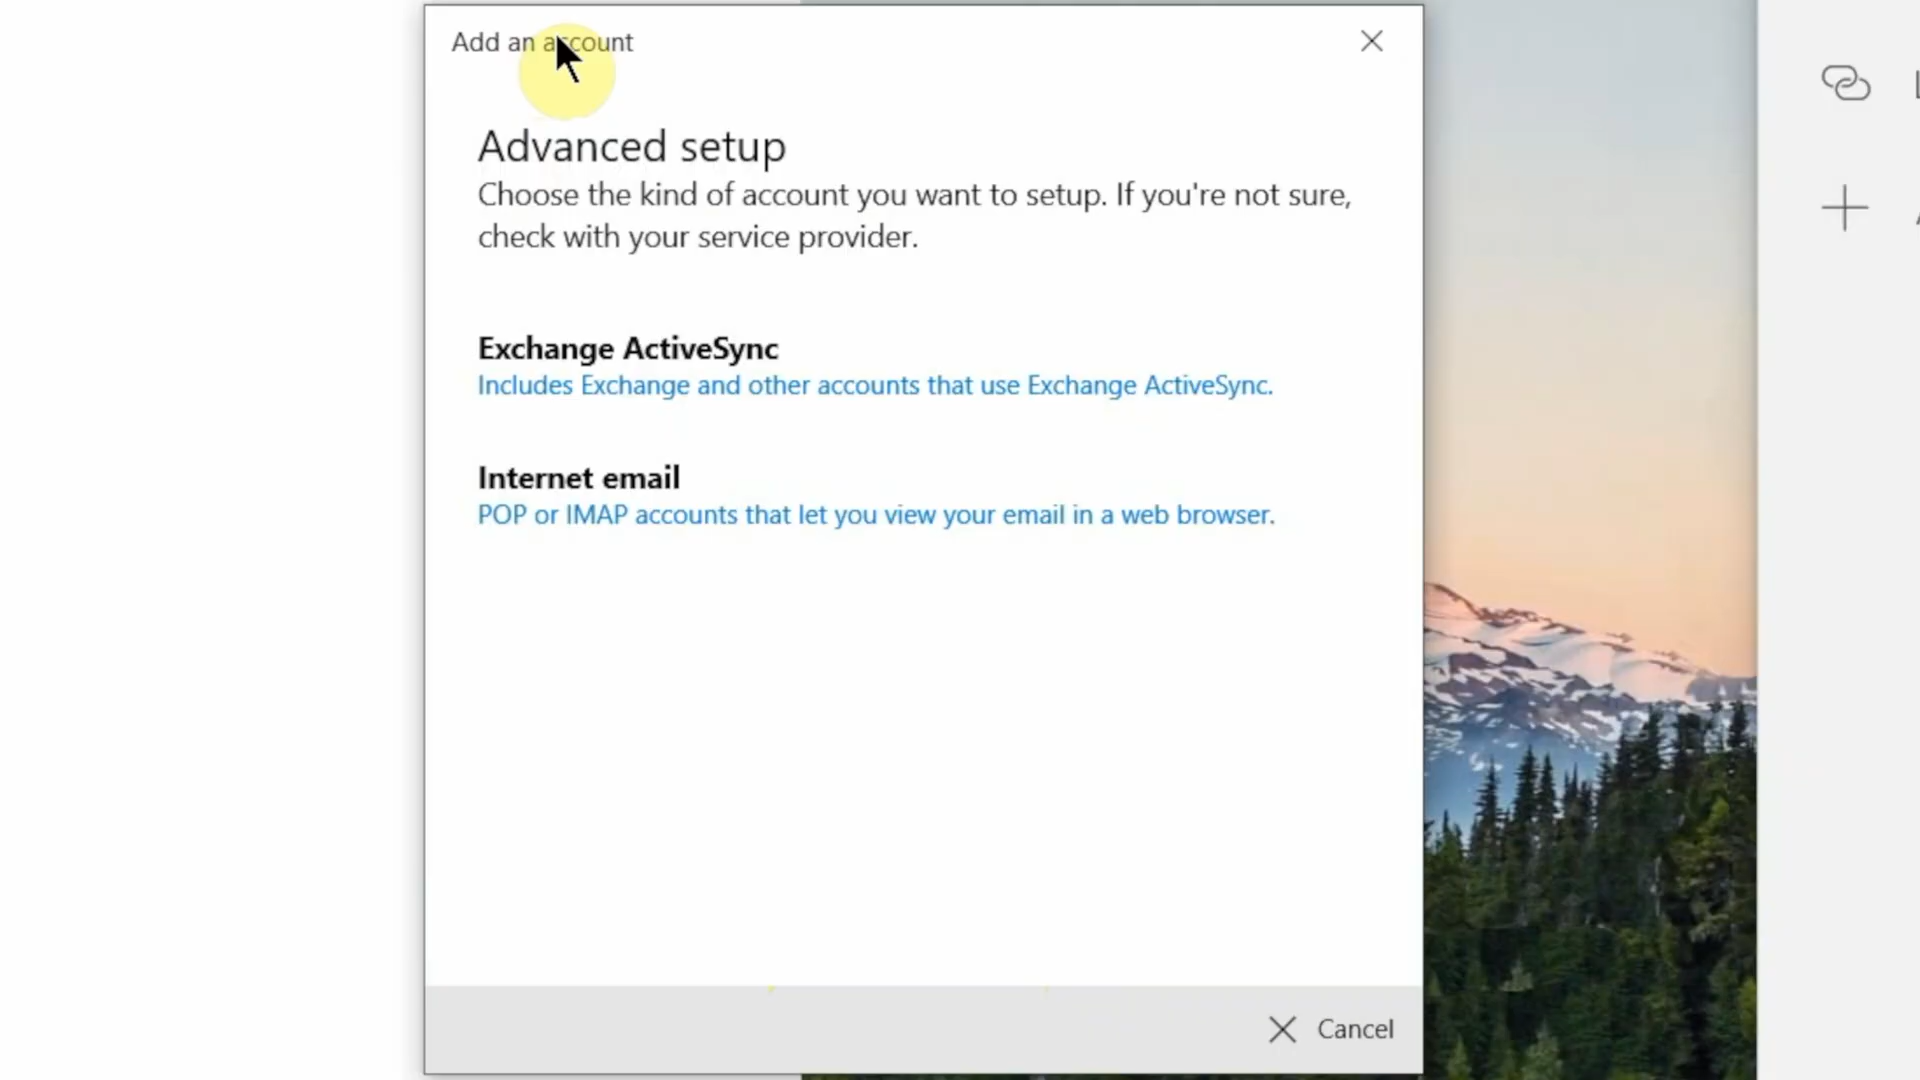 Add an account
Advanced setup
Choose the kind of account you want to setup. If you're not sure,
check with your service provider.
Exchange ActiveSync
Includes Exchange and other accounts that use Exchange ActiveSync.
Internet email
POP or IMAP accounts that let you view your email in a web browser.
Cancel